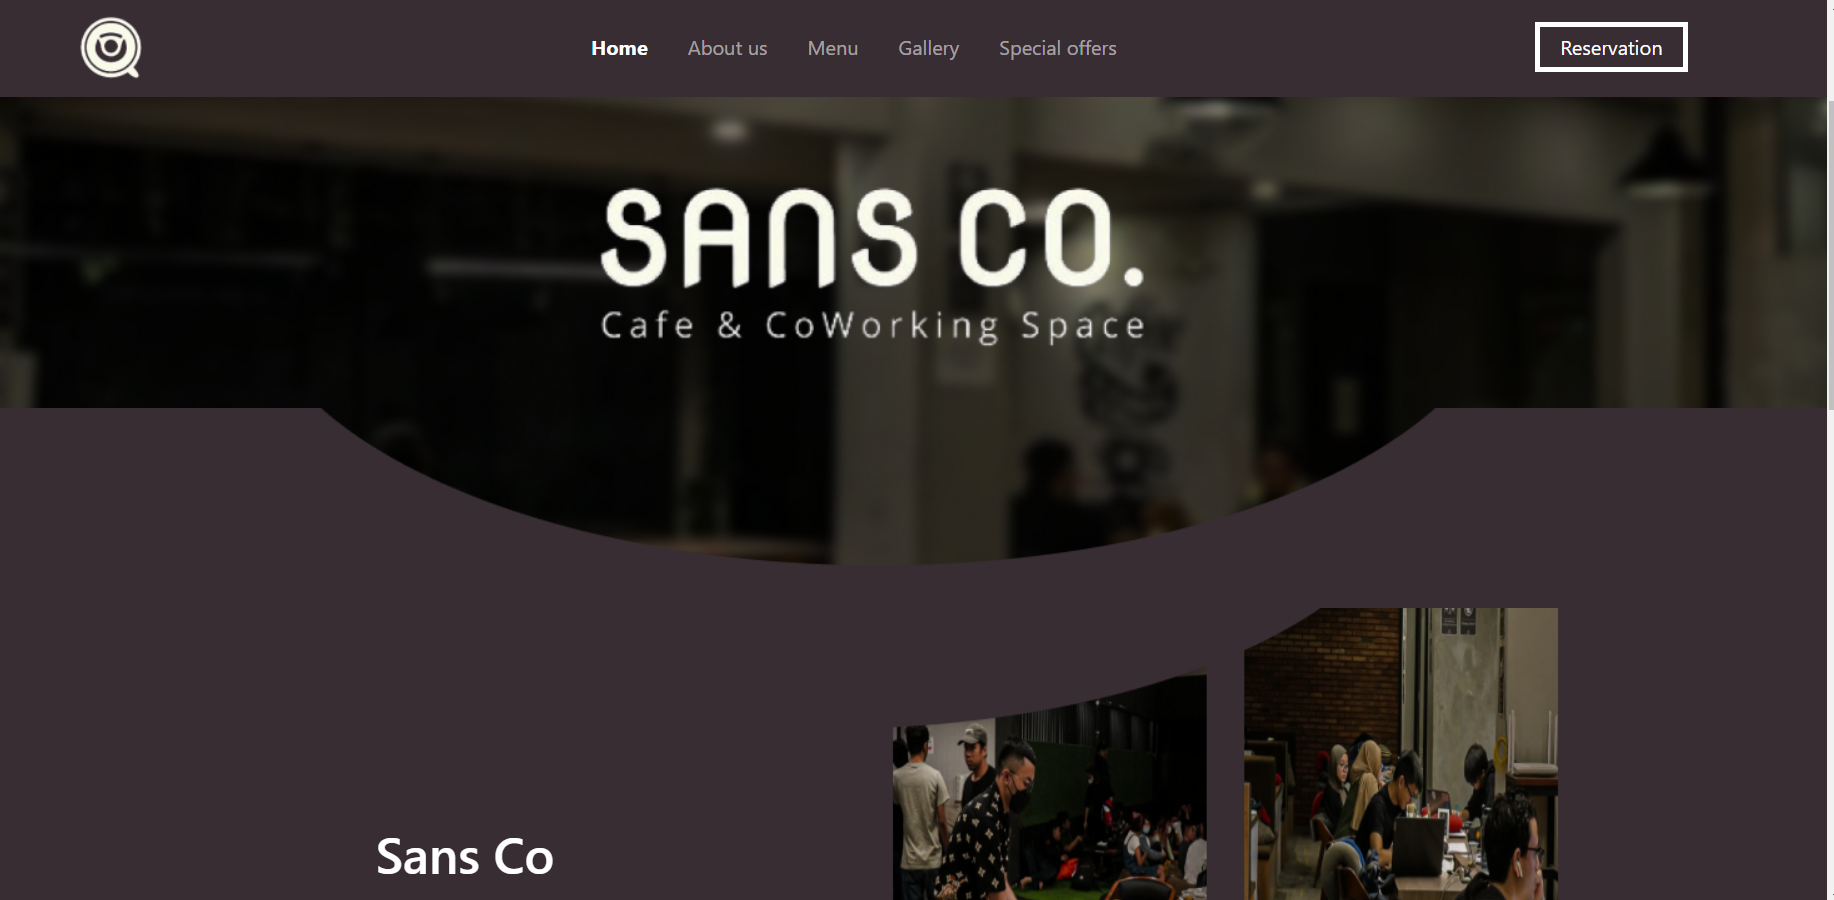 Home About us Menu Gallery Special offers Reservation
SANS CO.
Cafe & CoWorking Space
Sans Co